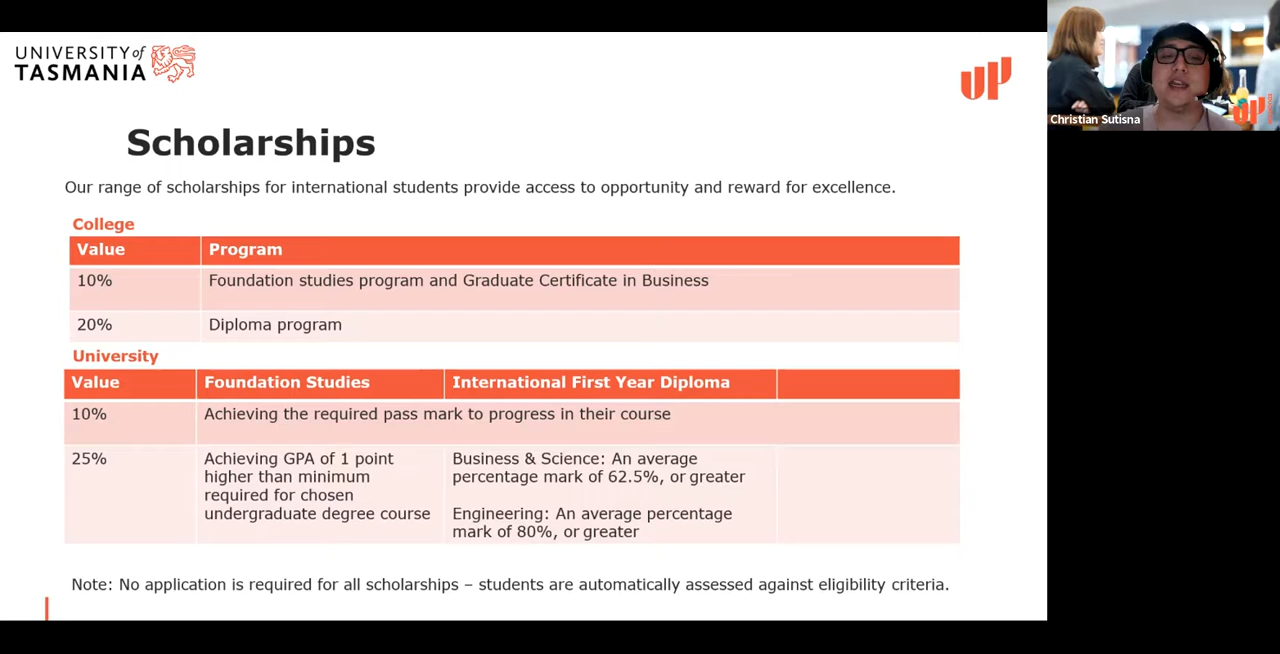 UNIVERSITY of
TASMANIA
UP
Christian Sutisna
Scholarships
Our range of scholarships for international students provide access to opportunity and reward for excellence.
College
Value Program
10% Foundation studies program and Graduate Certificate in Business
20% Diploma program
University
Value Foundation Studies International First Year Diploma
10% Achieving the required pass mark to progress in their course
25% Achieving GPA of 1 point
higher than minimum
required for chosen
undergraduate degree course
Business & Science: An average
percentage mark of 62.5%, or greater
Engineering: An average percentage
mark of 80%, or greater
Note: No application is required for all scholarships – students are automatically assessed against eligibility criteria.